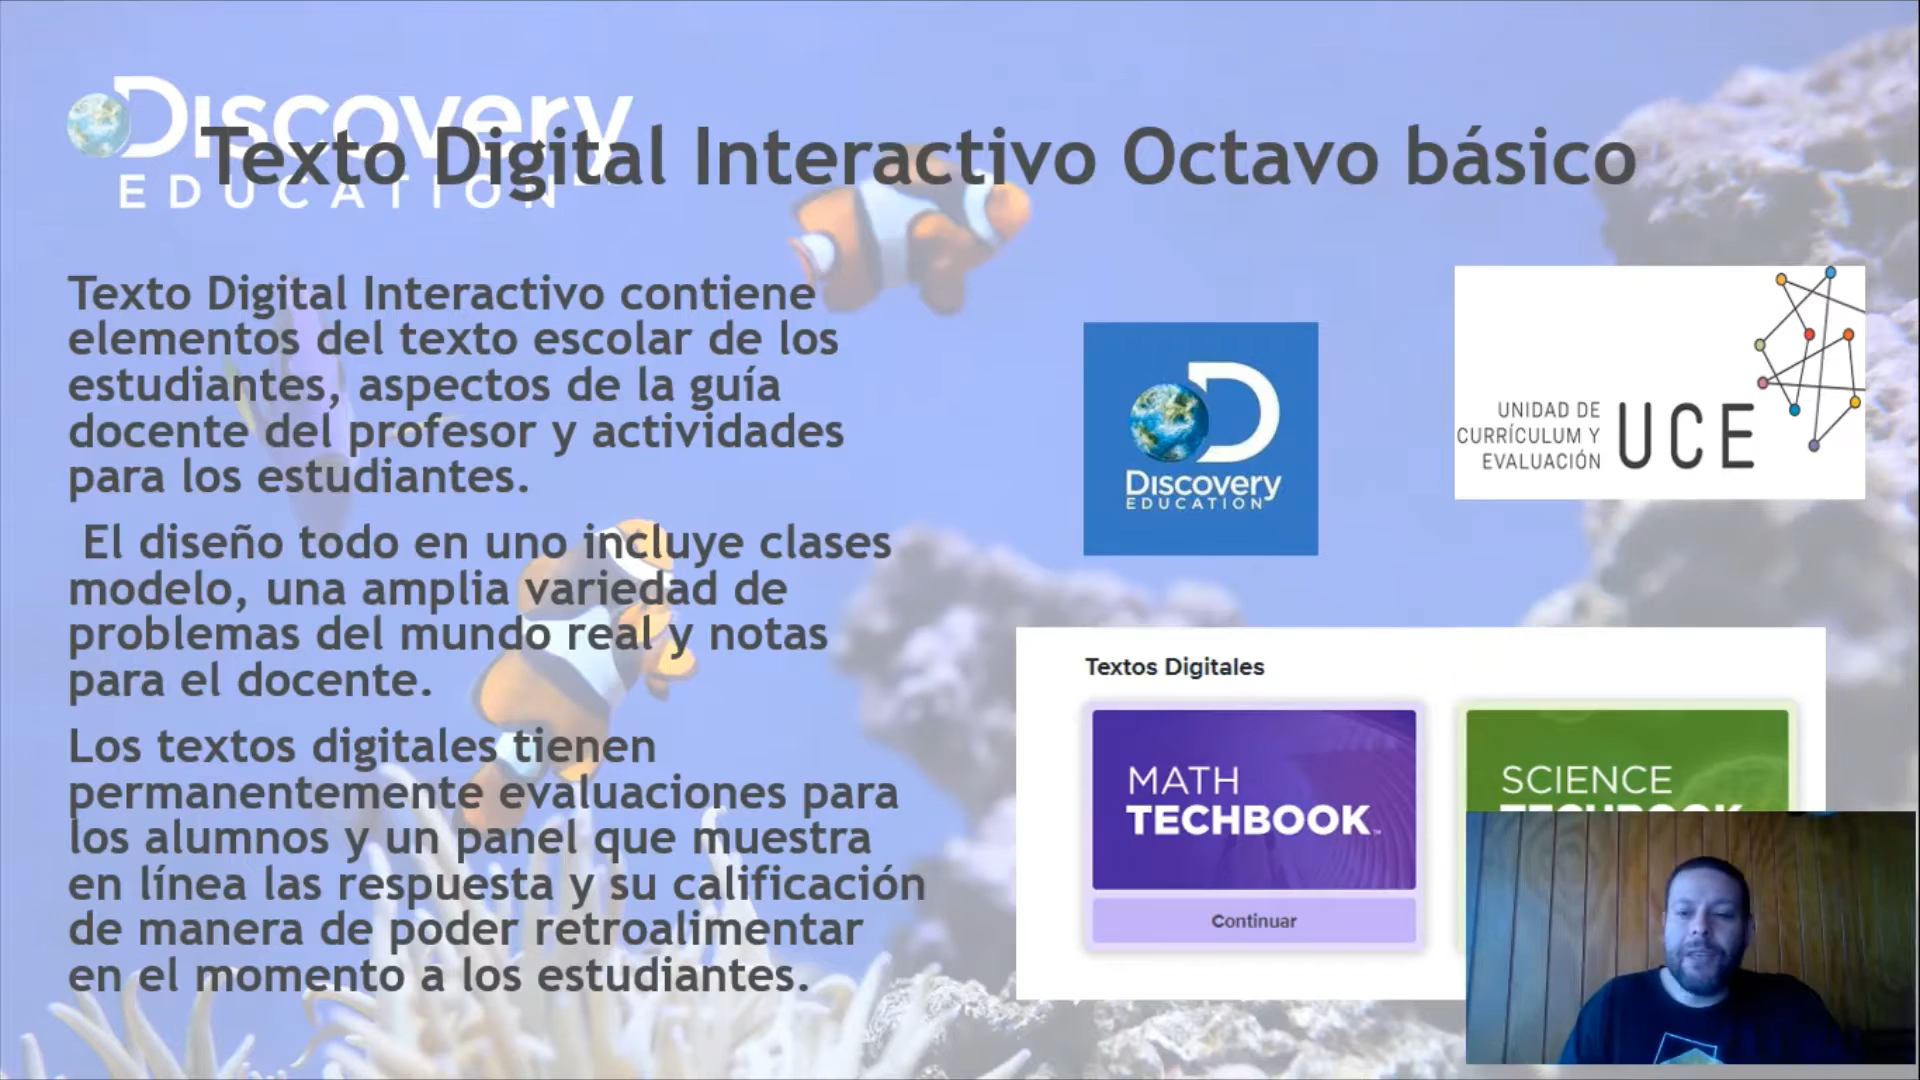 Discovery
EDUCATION
Texto Digital Interactivo Octavo básico
Texto Digital Interactivo contiene
elementos del texto escolar de los
estudiantes, aspectos de la guía
docente del profesor y actividades
para los estudiantes.
El diseño todo en uno incluye clases
modelo, una amplia variedad de
problemas del mundo real y notas
para el docente.
Los textos digitales tienen
permanentemente evaluaciones para
los alumnos y un panel que muestra
en línea las respuesta y su calificación
de manera de poder retroalimentar
en el momento a los estudiantes.
Discovery
EDUCATION
UNIDAD DE
CURRÍCULUM Y
EVALUACIÓN
UCE
Textos Digitales
MATH
TECHBOOK
Continuar
SCIENCE
TECHBOOK